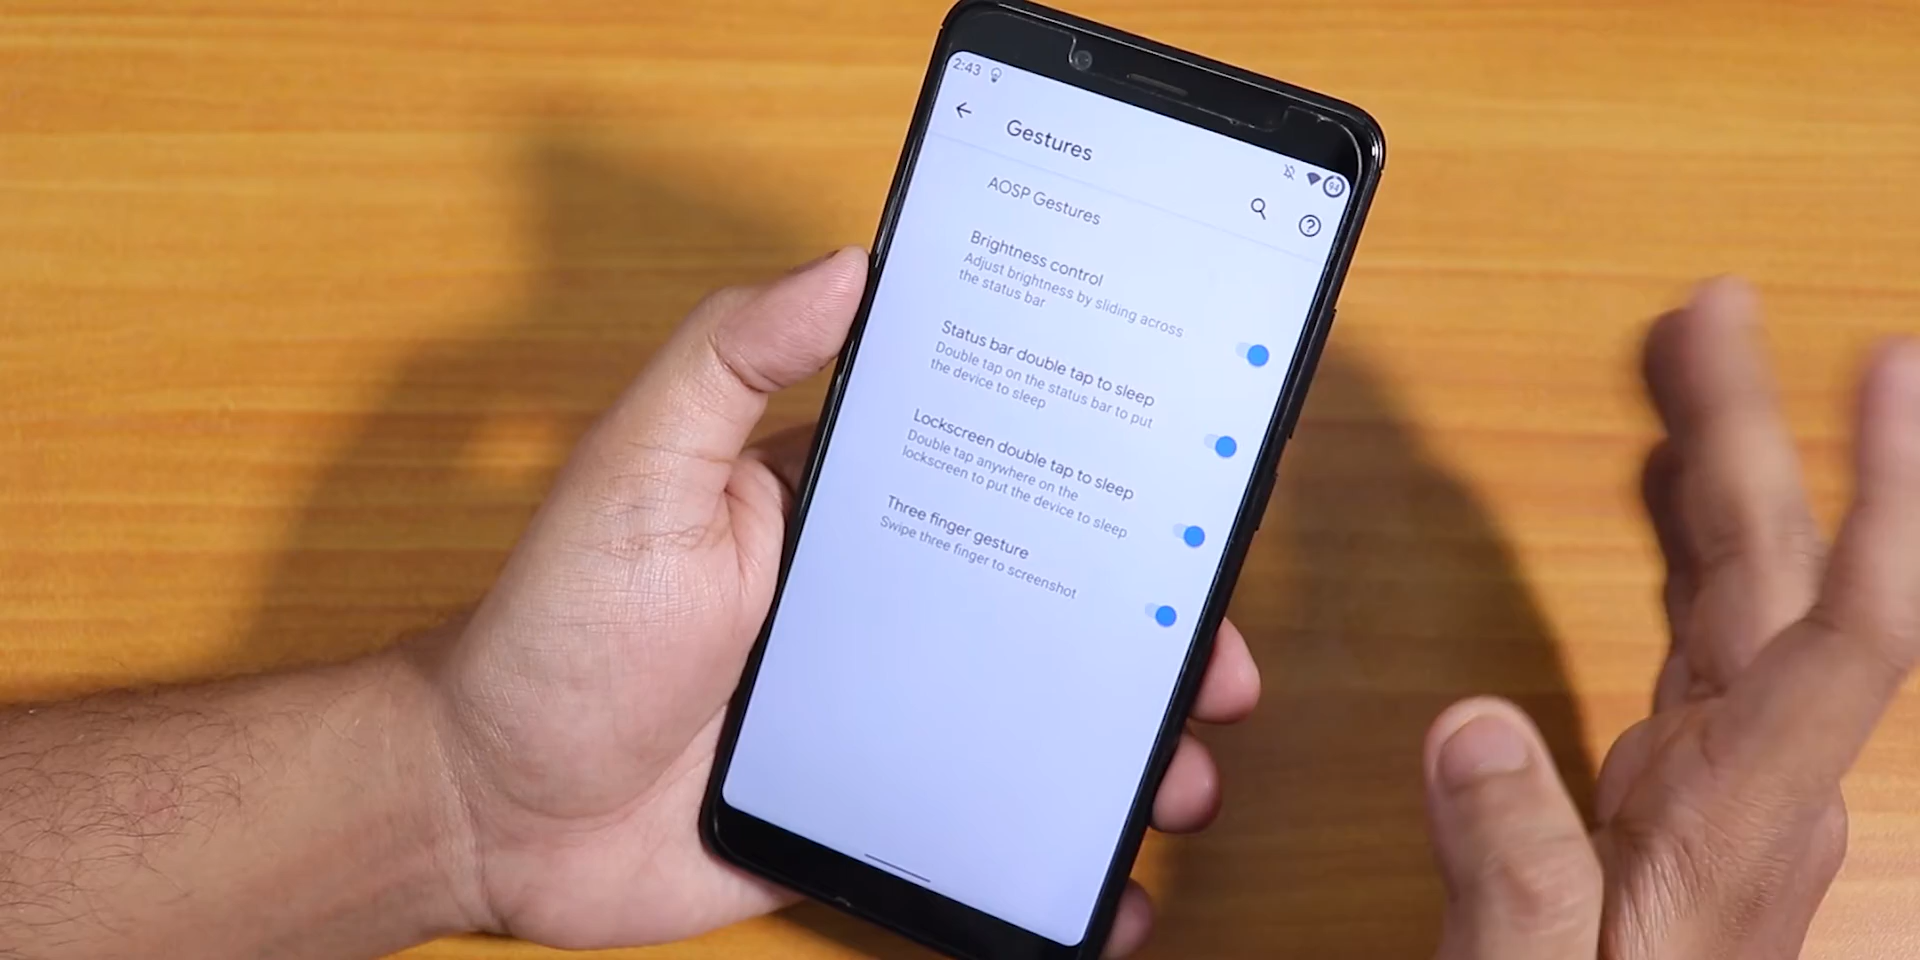 2:43
94
Gestures
AOSP Gestures
Brightness control
Adjust brightness by sliding across
the status bar
Status bar double tap to sleep
Double tap on the status bar to put
the device to sleep
Lockscreen double tap to sleep
Double tap anywhere on the
lockscreen to put the device to sleep
Three finger gesture
Swipe three finger to screenshot